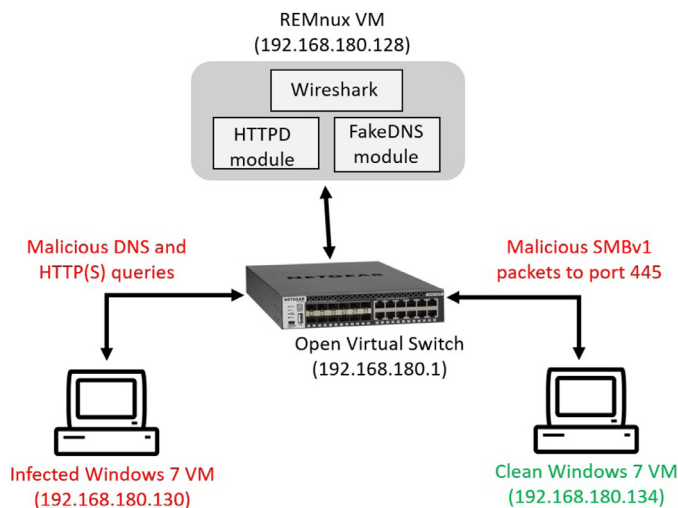 REMnux VM
(192.168.180.128)
Wireshark
HTTPD
module
FakeDNS
module
Malicious DNS and
HTTP(S) queries
Malicious SMBv1
packets to port 445
NETGEAR
NETGEAR
Open Virtual Switch
(192.168.180.1)
Infected Windows 7 VM
(192.168.180.130)
Clean Windows 7 VM
(192.168.180.134)